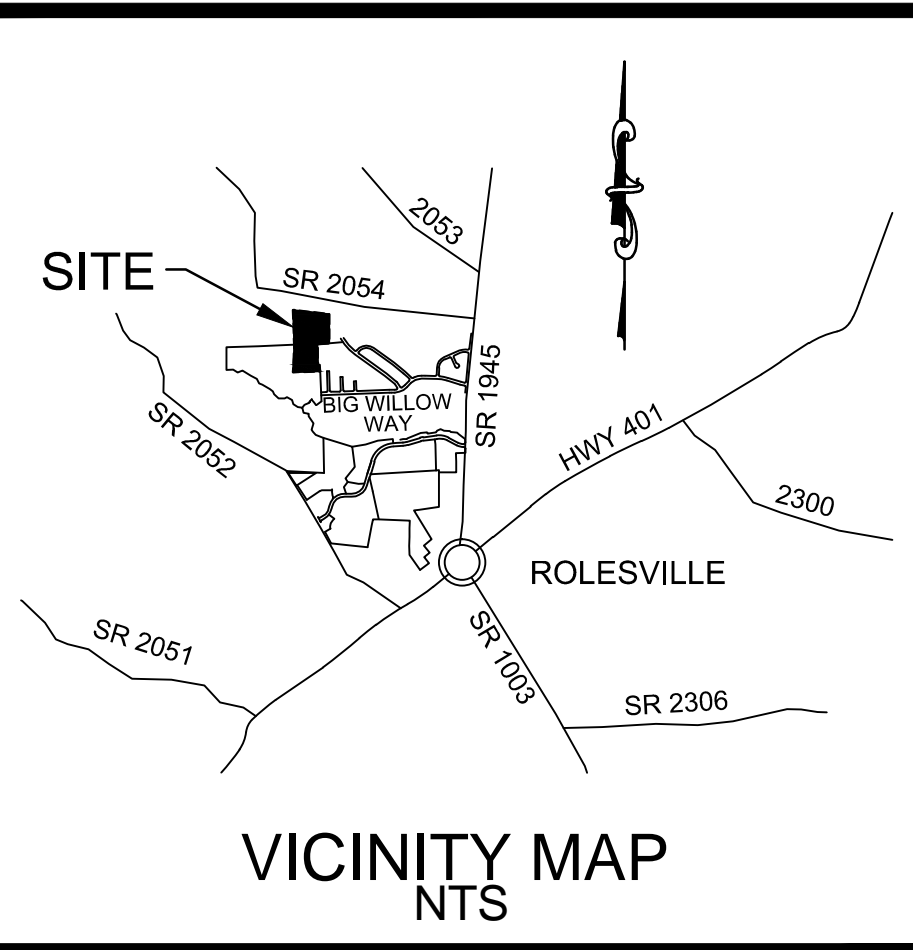 2053
SITE
SR 2054
SR 1945
BIG WILLOW
WAY
SR 2052
HWY 401
2300
ROLESVILLE
SR 2051
SR 1003
SR 2306
VICINITY MAP
NTS